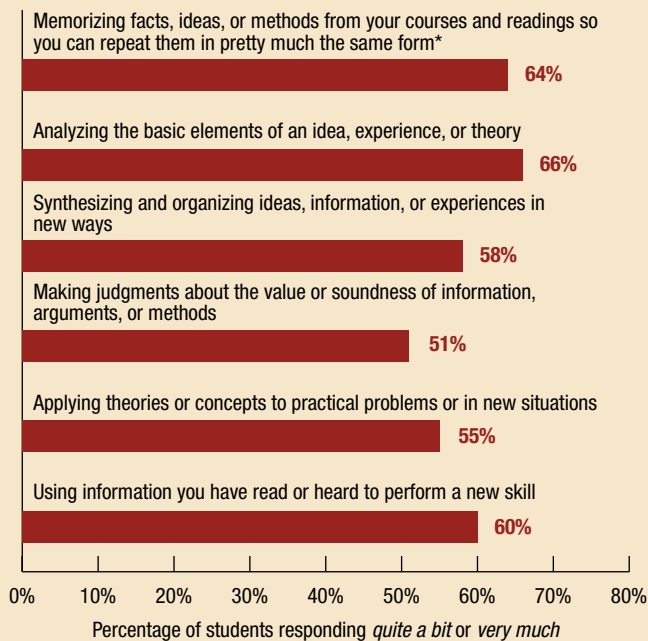 Memorizing facts, ideas, or methods from your courses and readings so
you can repeat them in pretty much the same form*
64%
Analyzing the basic elements of an idea, experience, or theory
66%
Synthesizing and organizing ideas, information, or experiences in
new ways
58%
Making judgments about the value or soundness of information,
arguments, or methods
51%
Applying theories or concepts to practical problems or in new situations
55%
Using information you have read or heard to perform a new skill
60%
0% 10% 20% 30% 40% 50% 60% 70% 80%
Percentage of students responding quite a bit or very much